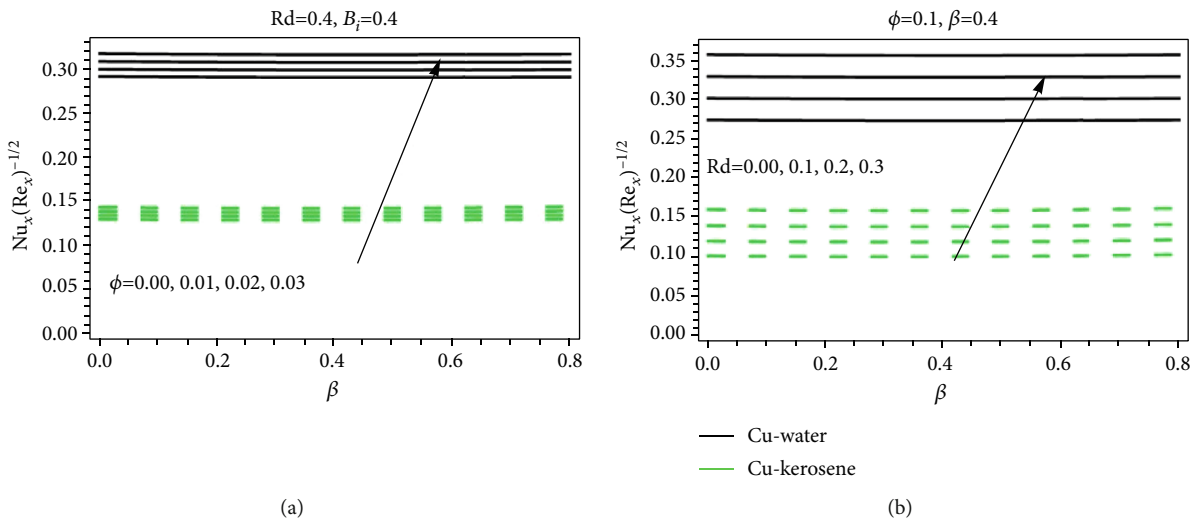 Rd=0.4, B_i=0.4
Nu_x(Re_x)^{−1/2}
0.30
0.25
0.20
0.15
0.10
0.05
0.00
ϕ=0.00, 0.01, 0.02, 0.03
0.0 0.2 0.4 0.6 0.8
β
(a)
ϕ=0.1, β=0.4
Nu_x(Re_x)^{−1/2}
0.35
0.30
0.25
0.20
0.15
0.10
0.05
0.00
Rd=0.00, 0.1, 0.2, 0.3
0.0 0.2 0.4 0.6 0.8
β
Cu-water
Cu-kerosene
(b)